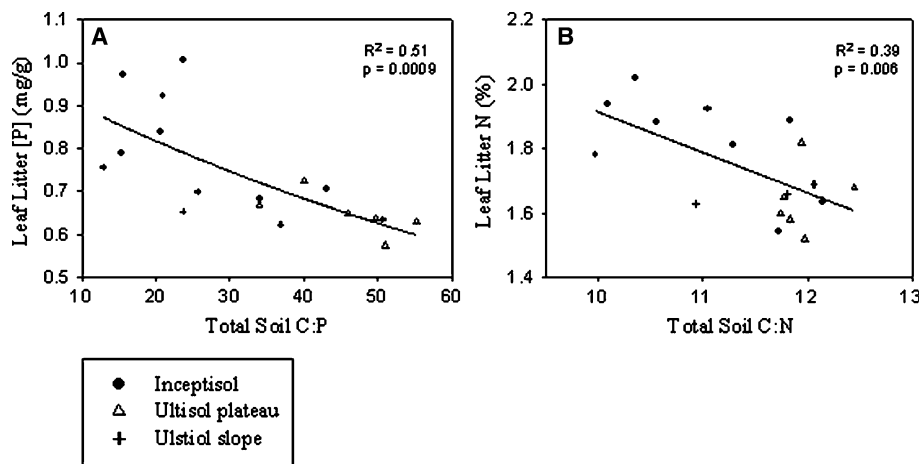 A
R² = 0.51
p = 0.0009
Leaf Litter [P] (mg/g)
1.1
1.0
0.9
0.8
0.7
0.6
0.5
10 20 30 40 50 60
Total Soil C:P
B
R² = 0.39
p = 0.006
Leaf Litter N (%)
2.2
2.0
1.8
1.6
1.4
10 11 12 13
Total Soil C:N
Inceptisol
Ultisol plateau
Ulstiol slope